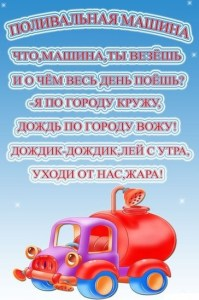 ПОЛИВАЛЬНАЯ МАШИНА
ЧТО,МАШИНА,ТЫ ВЕЗЁШЬ
И О ЧЁМ ВЕСЬ ДЕНЬ ПОЁШЬ?
-Я ПО ГОРОДУ КРУЖУ,
ДОЖДЬ ПО ГОРОДУ ВОЖУ!
ДОЖДИК-ДОЖДИК,ЛЕЙ С УТРА,
УХОДИ ОТ НАС,ЖАРА!